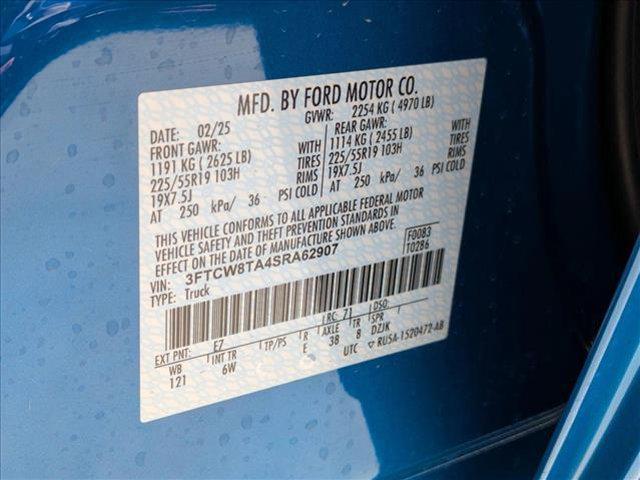 MFD. BY FORD MOTOR CO.
DATE: 02/25 GVWR: 2254 KG (4970 LB)
FRONT GAWR: REAR GAWR:
1191 KG (2625 LB) WITH 1114 KG (2455 LB) WITH
225/55R19 103H TIRES 225/55R19 103H TIRES
19X7.5J RIMS 19X7.5J RIMS
AT 250 kPa/ 36 PSI COLD AT 250 kPa/ 36 PSI COLD
THIS VEHICLE CONFORMS TO ALL APPLICABLE FEDERAL MOTOR
VEHICLE SAFETY AND THEFT PREVENTION STANDARDS IN
EFFECT ON THE DATE OF MANUFACTURE SHOWN ABOVE. F0083
VIN: 3FTCW8TA4SRA62907 T0286
TYPE: Truck
EXT PNT: EZ RC: 71 DSO:
WB INT TR TP/PS R AXLE TR SPR
121 6W E 38 8 DZJK
UTC RU5A-1520472-AB